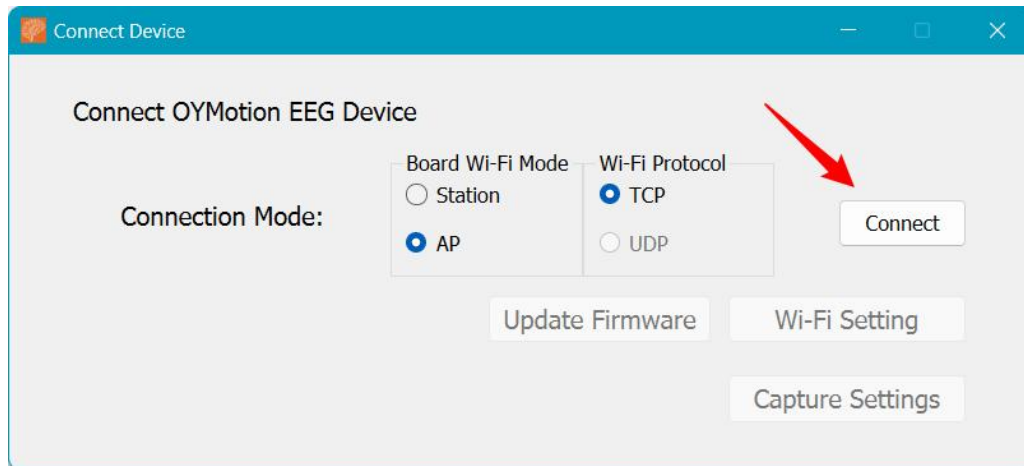 Connect Device
Connect OYMotion EEG Device
Board Wi-Fi Mode
Wi-Fi Protocol
Station
TCP
Connection Mode:
Connect
AP
UDP
Update Firmware
Wi-Fi Setting
Capture Settings